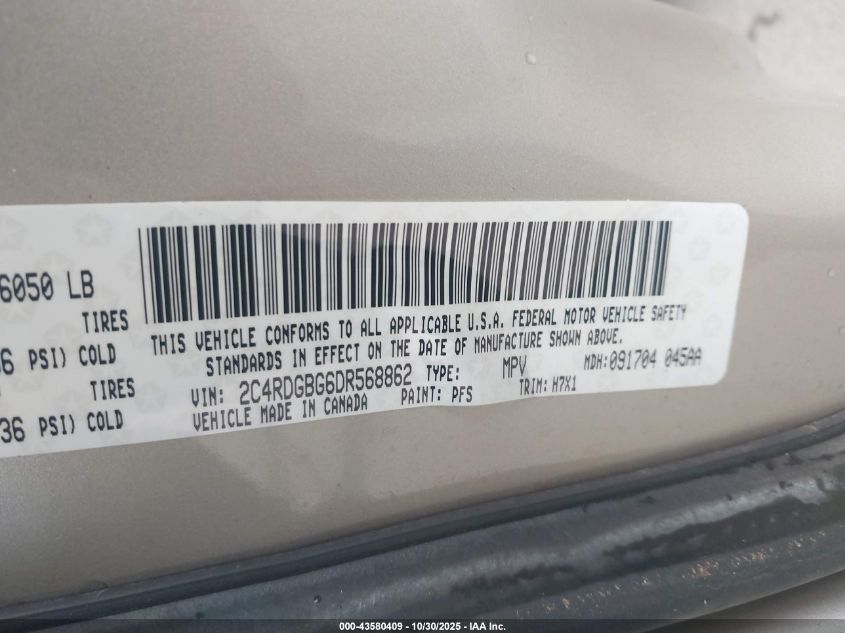 6050 LB
TIRES
36 PSI) COLD
TIRES
36 PSI) COLD
THIS VEHICLE CONFORMS TO ALL APPLICABLE U.S.A. FEDERAL MOTOR VEHICLE SAFETY
STANDARDS IN EFFECT ON THE DATE OF MANUFACTURE SHOWN ABOVE.
VIN: 2C4RDGBG6DR568862 TYPE: MPV MDH:091704 045AA
VEHICLE MADE IN CANADA PAINT: PFS TRIM: H7X1
000-43580409 - 10/30/2025 - IAA Inc.